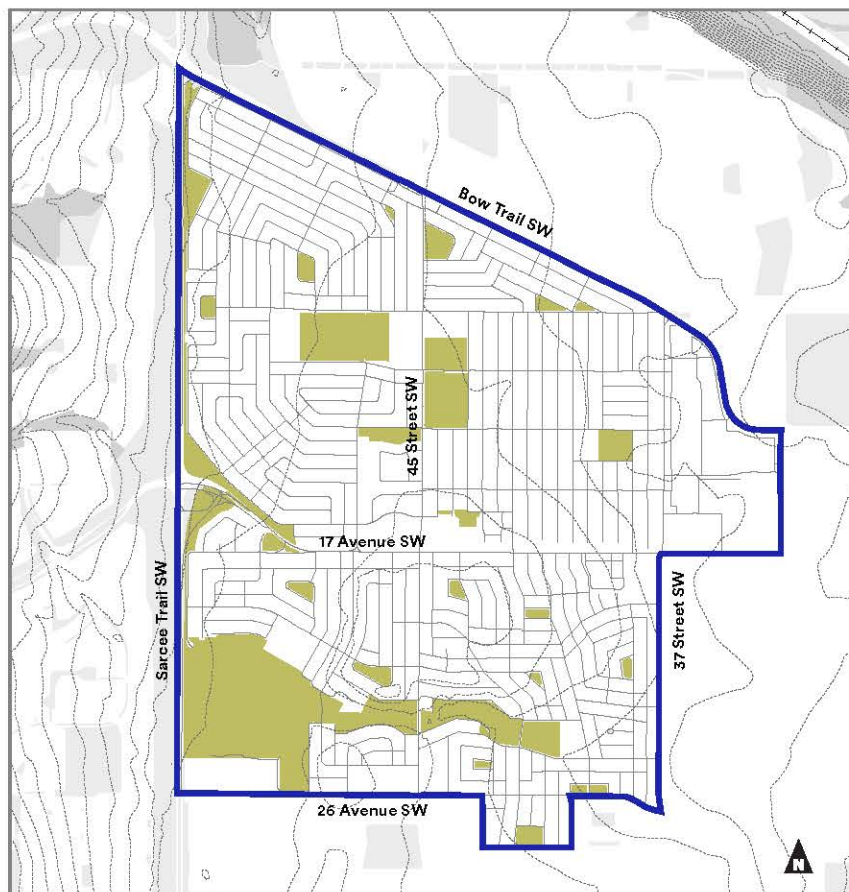 Bow Trail SW
45 Street SW
17 Avenue SW
Sarcee Trail SW
37 Street SW
26 Avenue SW
N